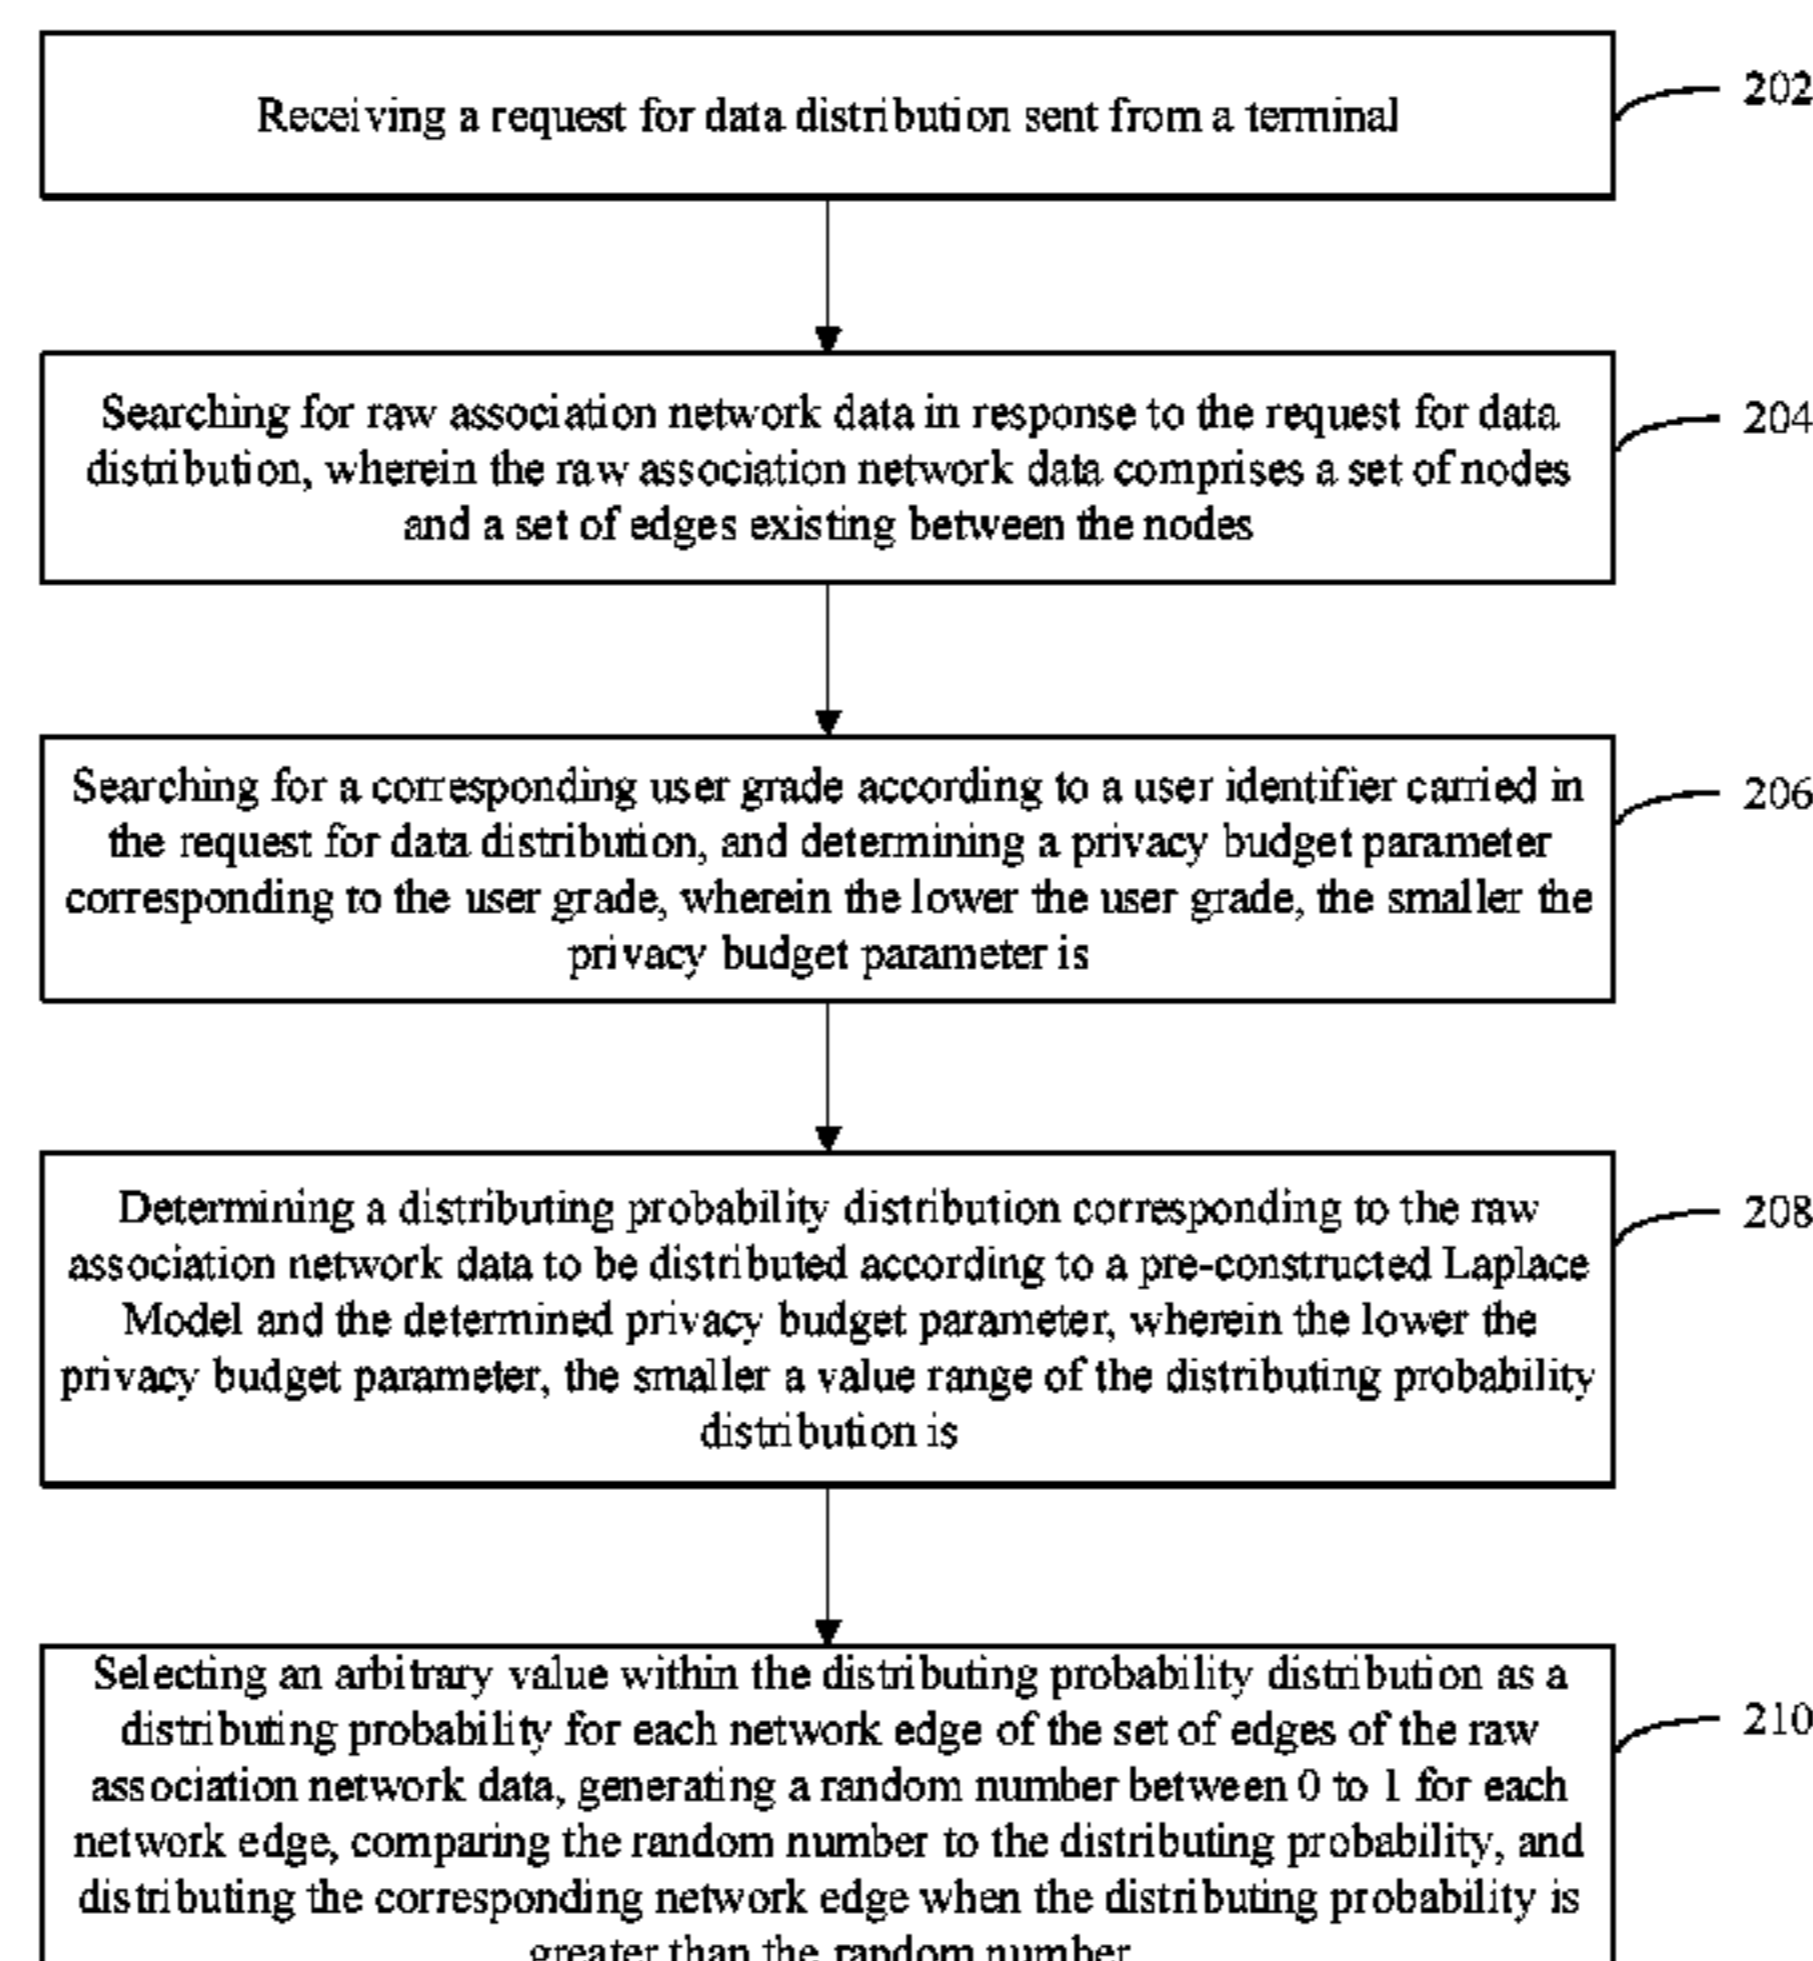 Receiving a request for data distribution sent from a terminal
202
Searching for raw association network data in response to the request for data
distribution, wherein the raw association network data comprises a set of nodes
and a set of edges existing between the nodes
204
Searching for a corresponding user grade according to a user identifier carried in
the request for data distribution, and determining a privacy budget parameter
corresponding to the user grade, wherein the lower the user grade, the smaller the
privacy budget parameter is
206
Determining a distributing probability distribution corresponding to the raw
association network data to be distributed according to a pre-constructed Laplace
Model and the determined privacy budget parameter, wherein the lower the
privacy budget parameter, the smaller a value range of the distributing probability
distribution is
208
Selecting an arbitrary value within the distributing probability distribution as a
distributing probability for each network edge of the set of edges of the raw
association network data, generating a random number between 0 to 1 for each
network edge, comparing the random number to the distributing probability, and
distributing the corresponding network edge when the distributing probability is
greater than the random number
210